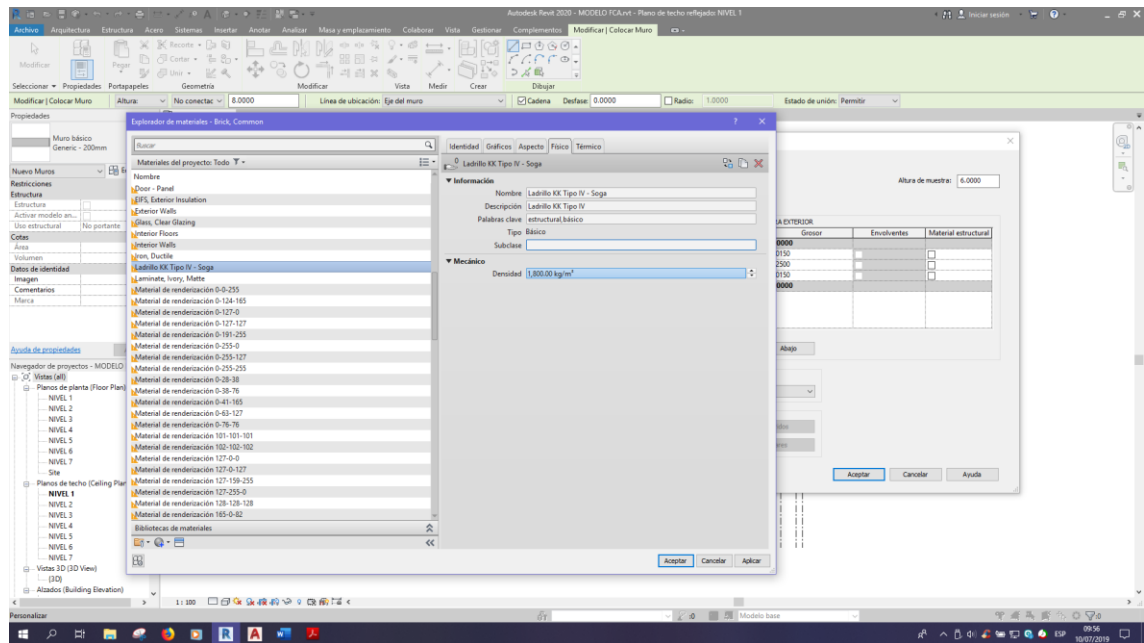 Autodesk Revit 2020 - MODELO FCA.rvt - Plano de techo reflejado: NIVEL 1
Iniciar sesión
Archivo Arquitectura Estructura Acero Sistemas Insertar Anotar Analizar Masa y emplazamiento Colaborar Vista Gestionar Complementos Modificar | Colocar Muro
Modificar
Pegar
Recorte
Cortar
Unir
Seleccionar Propiedades Portapapeles Geometría Modificar Vista Medir Crear Dibujar
Modificar | Colocar Muro Altura: No conectac 8.0000 Línea de ubicación: Eje del muro Cadena Desfase: 0.0000 Radio: 1.0000 Estado de unión: Permitir
Propiedades
Muro básico
Generic - 200mm
Nuevo Muros
Restricciones
Estructura
Estructura
Activar modelo an...
Uso estructural No portante
Cotas
Área
Volumen
Datos de identidad
Imagen
Comentarios
Marca
Ayuda de propiedades
Navegador de proyectos - MODELO
Vistas (all)
Planos de planta (Floor Plan)
NIVEL 1
NIVEL 2
NIVEL 3
NIVEL 4
NIVEL 5
NIVEL 6
NIVEL 7
Site
Planos de techo (Ceiling Plan
NIVEL 1
NIVEL 2
NIVEL 3
NIVEL 4
NIVEL 5
NIVEL 6
NIVEL 7
Vistas 3D (3D View)
(3D)
Alzados (Building Elevation)
Explorador de materiales - Brick, Common
Buscar
Materiales del proyecto: Todo
Nombre
Door - Panel
EIFS, Exterior Insulation
Exterior Walls
Glass, Clear Glazing
Interior Floors
Interior Walls
Iron, Ductile
Ladrillo KK Tipo IV - Soga
Laminate, Ivory, Matte
Material de renderización 0-0-255
Material de renderización 0-124-165
Material de renderización 0-127-0
Material de renderización 0-127-127
Material de renderización 0-191-255
Material de renderización 0-255-0
Material de renderización 0-255-127
Material de renderización 0-255-255
Material de renderización 0-28-38
Material de renderización 0-38-76
Material de renderización 0-41-165
Material de renderización 0-63-127
Material de renderización 0-76-76
Material de renderización 101-101-101
Material de renderización 102-102-102
Material de renderización 127-0-0
Material de renderización 127-0-127
Material de renderización 127-159-255
Material de renderización 127-255-0
Material de renderización 128-128-128
Material de renderización 165-0-82
Bibliotecas de materiales
Identidad Gráficos Aspecto Físico Térmico
0 Ladrillo KK Tipo IV - Soga
Información
Nombre Ladrillo KK Tipo IV - Soga
Descripción Ladrillo KK Tipo IV
Palabras clave estructural,básico
Tipo Básico
Subclase
Mecánico
Densidad 1,800.00 kg/m³
Aceptar Cancelar Aplicar
Altura de muestra: 6.0000
A EXTERIOR
Grosor Envolventes Material estructural
0000
0150
2500
0150
0000
Abajo
Aceptar Cancelar Ayuda
1 : 100
Personalizar
Modelo base
ESP
09:56
10/07/2019